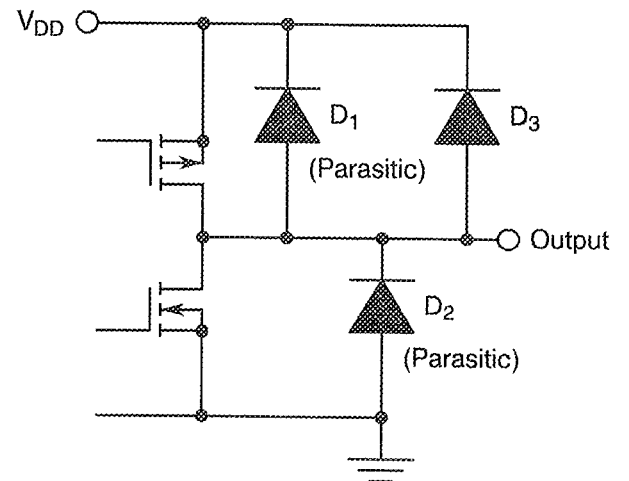 VDD
D1
(Parasitic)
D3
Output
D2
(Parasitic)